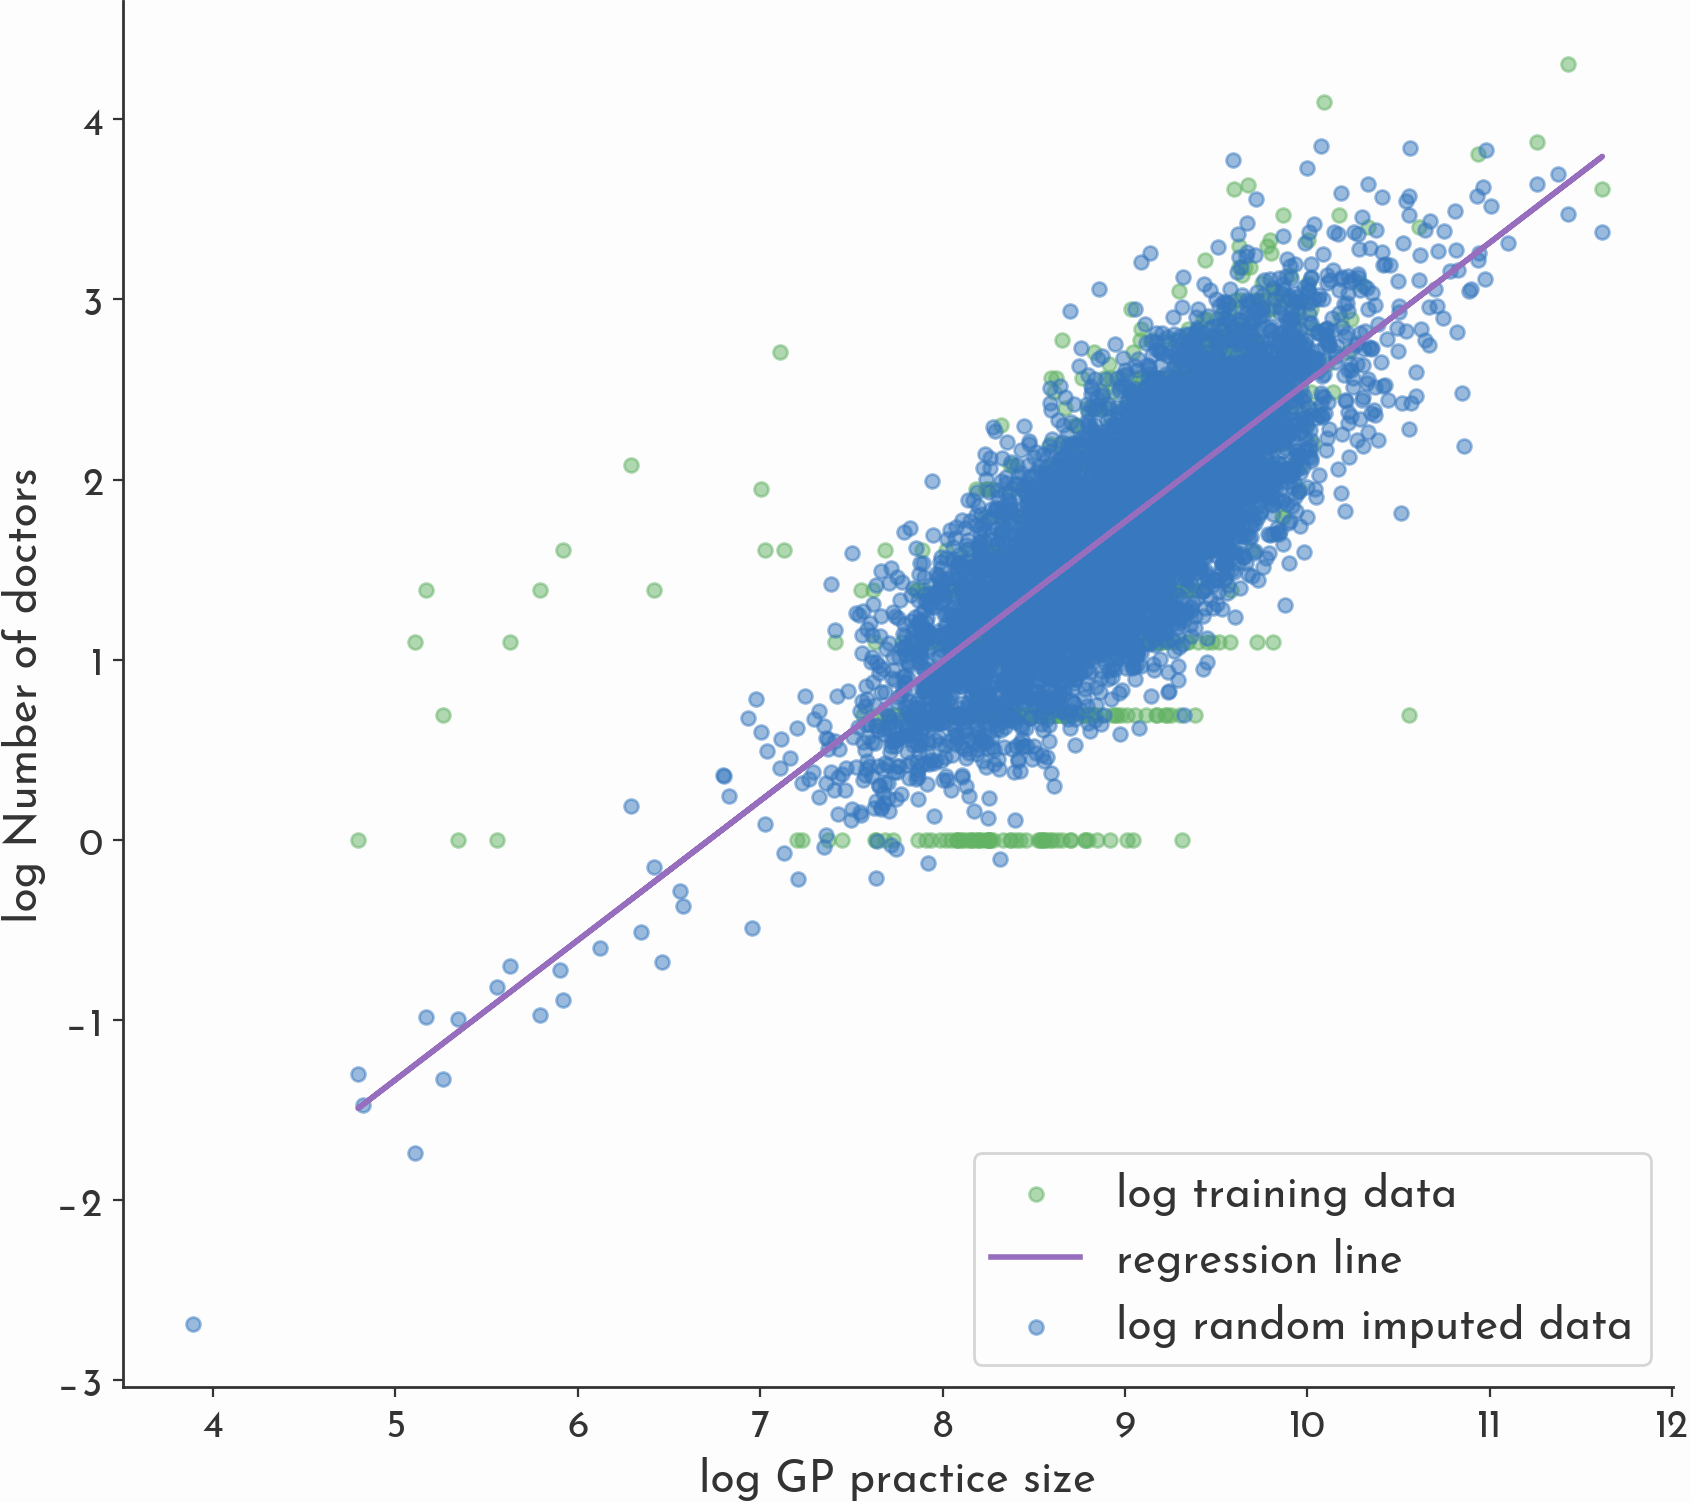 log Number of doctors
4
3
2
1
0
−1
−2
−3
4 5 6 7 8 9 10 11 12
log GP practice size
log training data
regression line
log random imputed data